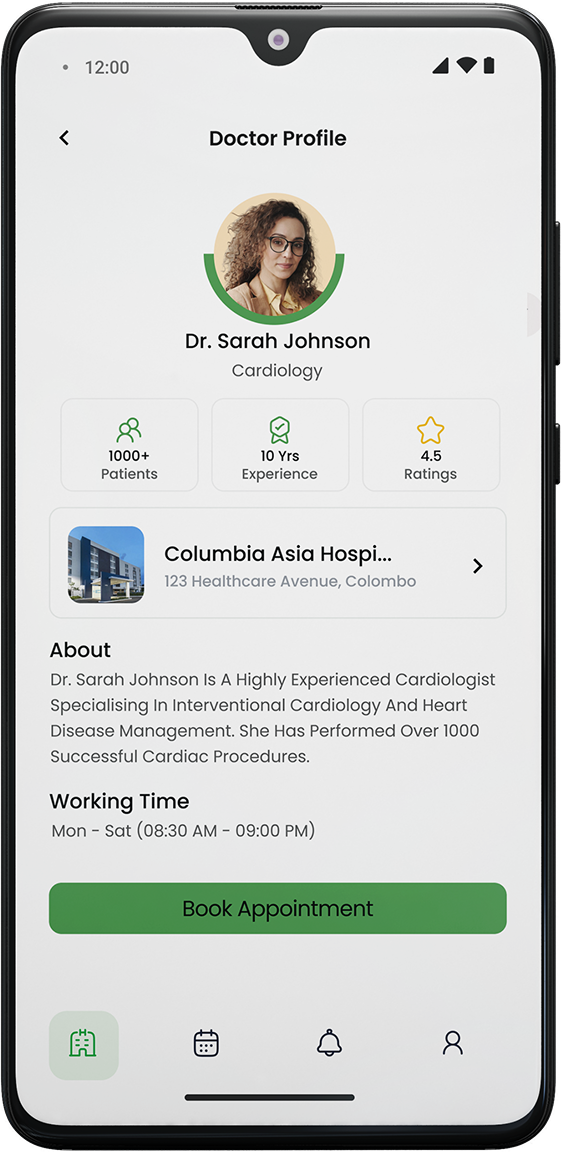 12:00
Doctor Profile
Dr. Sarah Johnson
Cardiology
1000+
Patients
10 Yrs
Experience
4.5
Ratings
Columbia Asia Hospi...
123 Healthcare Avenue, Colombo
About
Dr. Sarah Johnson Is A Highly Experienced Cardiologist
Specialising In Interventional Cardiology And Heart
Disease Management. She Has Performed Over 1000
Successful Cardiac Procedures.
Working Time
Mon - Sat (08:30 AM - 09:00 PM)
Book Appointment